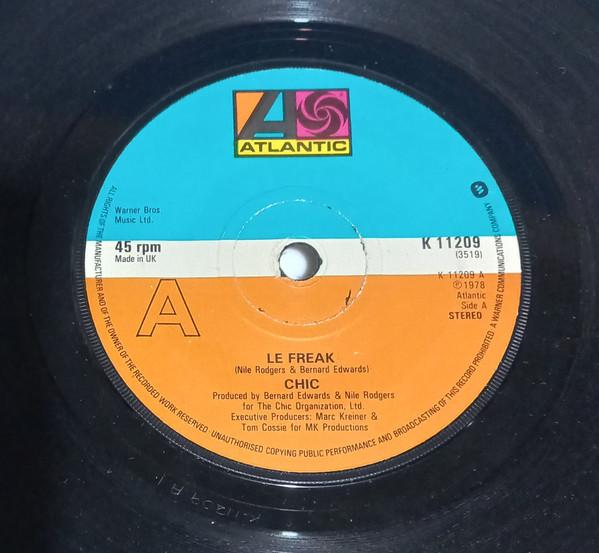 ATLANTIC
Warner Bros.
Music Ltd.
45 rpm
Made in UK
K 11209
(3519)
K 11209 A
℗1978
Atlantic
Side A
STEREO
A
LE FREAK
(Nile Rodgers & Bernard Edwards)
CHIC
Produced by Bernard Edwards & Nile Rodgers
for The Chic Organization, Ltd.
Executive Producers: Marc Kreiner &
Tom Cossie for MK Productions
ALL RIGHTS OF THE MANUFACTURER AND OF THE OWNER OF THE RECORDED WORK RESERVED. UNAUTHORISED COPYING PUBLIC PERFORMANCE AND BROADCASTING OF THIS RECORD PROHIBITED. A WARNER COMMUNICATIONS COMPANY